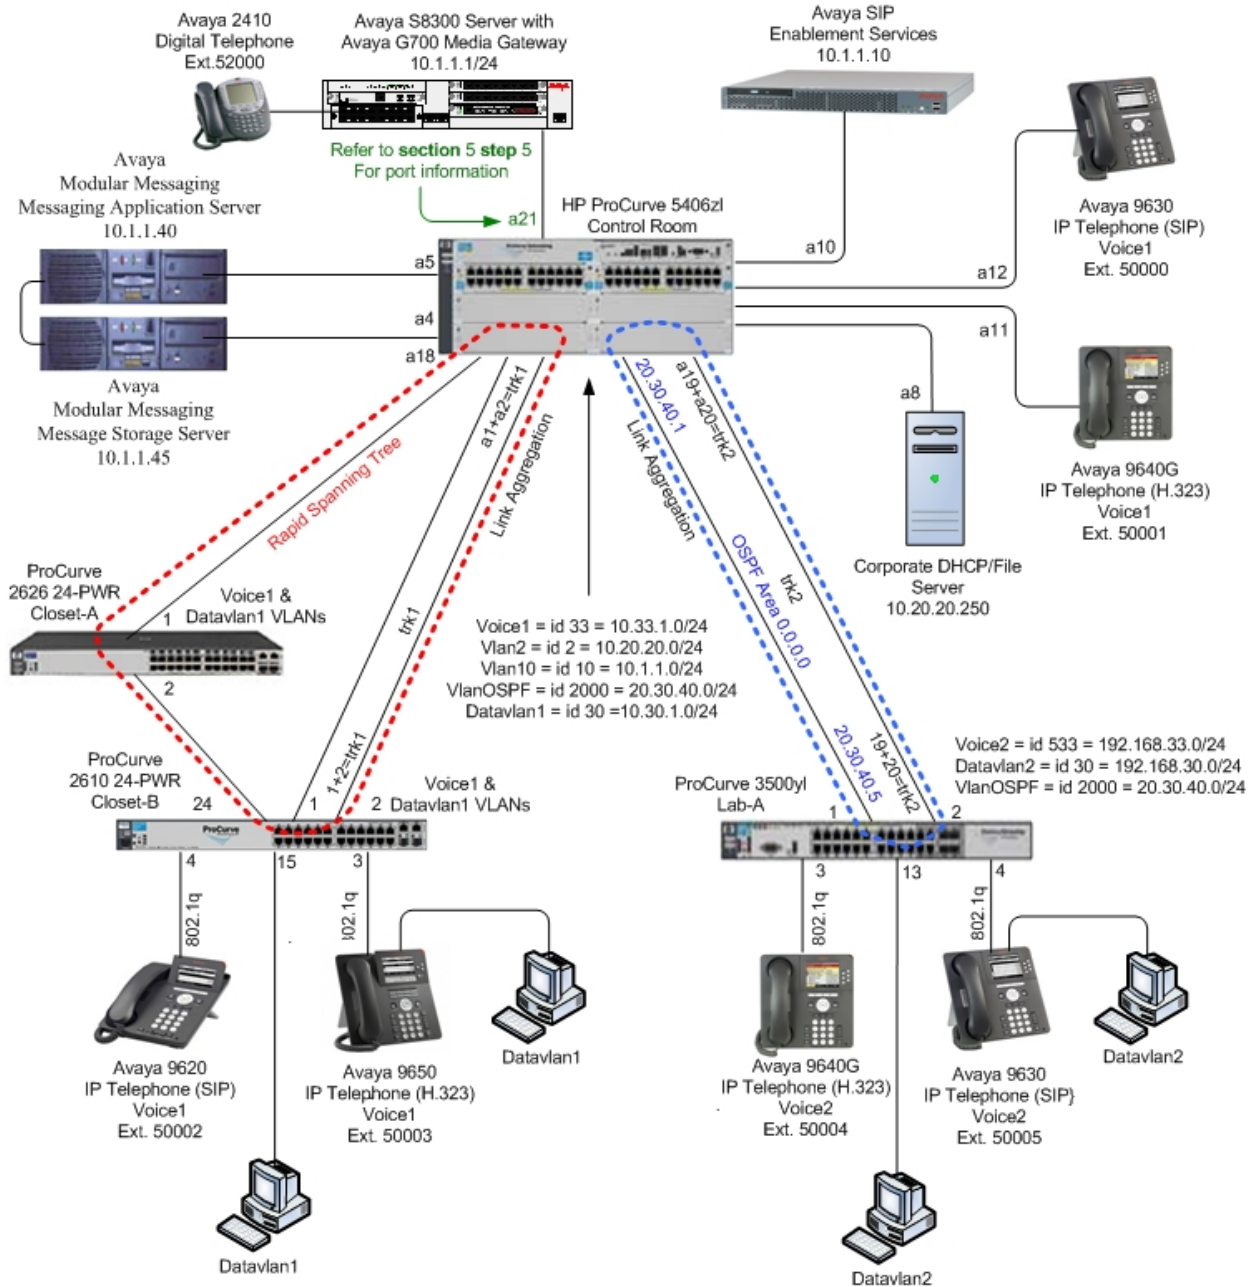 Avaya 2410
Digital Telephone
Ext.52000
Avaya S8300 Server with
Avaya G700 Media Gateway
10.1.1.1/24
Avaya SIP
Enablement Services
10.1.1.10
Refer to section 5 step 5
For port information
a21
Avaya
Modular Messaging
Messaging Application Server
10.1.1.40
HP ProCurve 5406zl
Control Room
Avaya 9630
IP Telephone (SIP)
Voice1
Ext. 50000
a5
a4
a18
a10
a12
a11
a8
Avaya
Modular Messaging
Message Storage Server
10.1.1.45
Rapid Spanning Tree
a1+a2=trk1
Link Aggregation
trk1
1+2=trk1
20.30.40.1
a19+a20=trk2
Link Aggregation
OSPF Area 0.0.0.0
trk2
20.30.40.5
19+20=trk2
Avaya 9640G
IP Telephone (H.323)
Voice1
Ext. 50001
Corporate DHCP/File
Server
10.20.20.250
ProCurve
2626 24-PWR
Closet-A
1
Voice1 &
Datavlan1 VLANs
2
Voice1 = id 33 = 10.33.1.0/24
Vlan2 = id 2 = 10.20.20.0/24
Vlan10 = id 10 = 10.1.1.0/24
VlanOSPF = id 2000 = 20.30.40.0/24
Datavlan1 = id 30 =10.30.1.0/24
Voice2 = id 533 = 192.168.33.0/24
Datavlan2 = id 30 = 192.168.30.0/24
VlanOSPF = id 2000 = 20.30.40.0/24
ProCurve
2610 24-PWR
Closet-B
24
1
2
Voice1 &
Datavlan1 VLANs
ProCurve
4
15
3
802.1q
802.1q
ProCurve 3500yl
Lab-A
1
2
3
13
4
802.1q
802.1q
Avaya 9620
IP Telephone (SIP)
Voice1
Ext. 50002
Avaya 9650
IP Telephone (H.323)
Voice1
Ext. 50003
Datavlan1
Avaya 9640G
IP Telephone (H.323)
Voice2
Ext. 50004
Avaya 9630
IP Telephone (SIP}
Voice2
Ext. 50005
Datavlan2
Datavlan1
Datavlan2